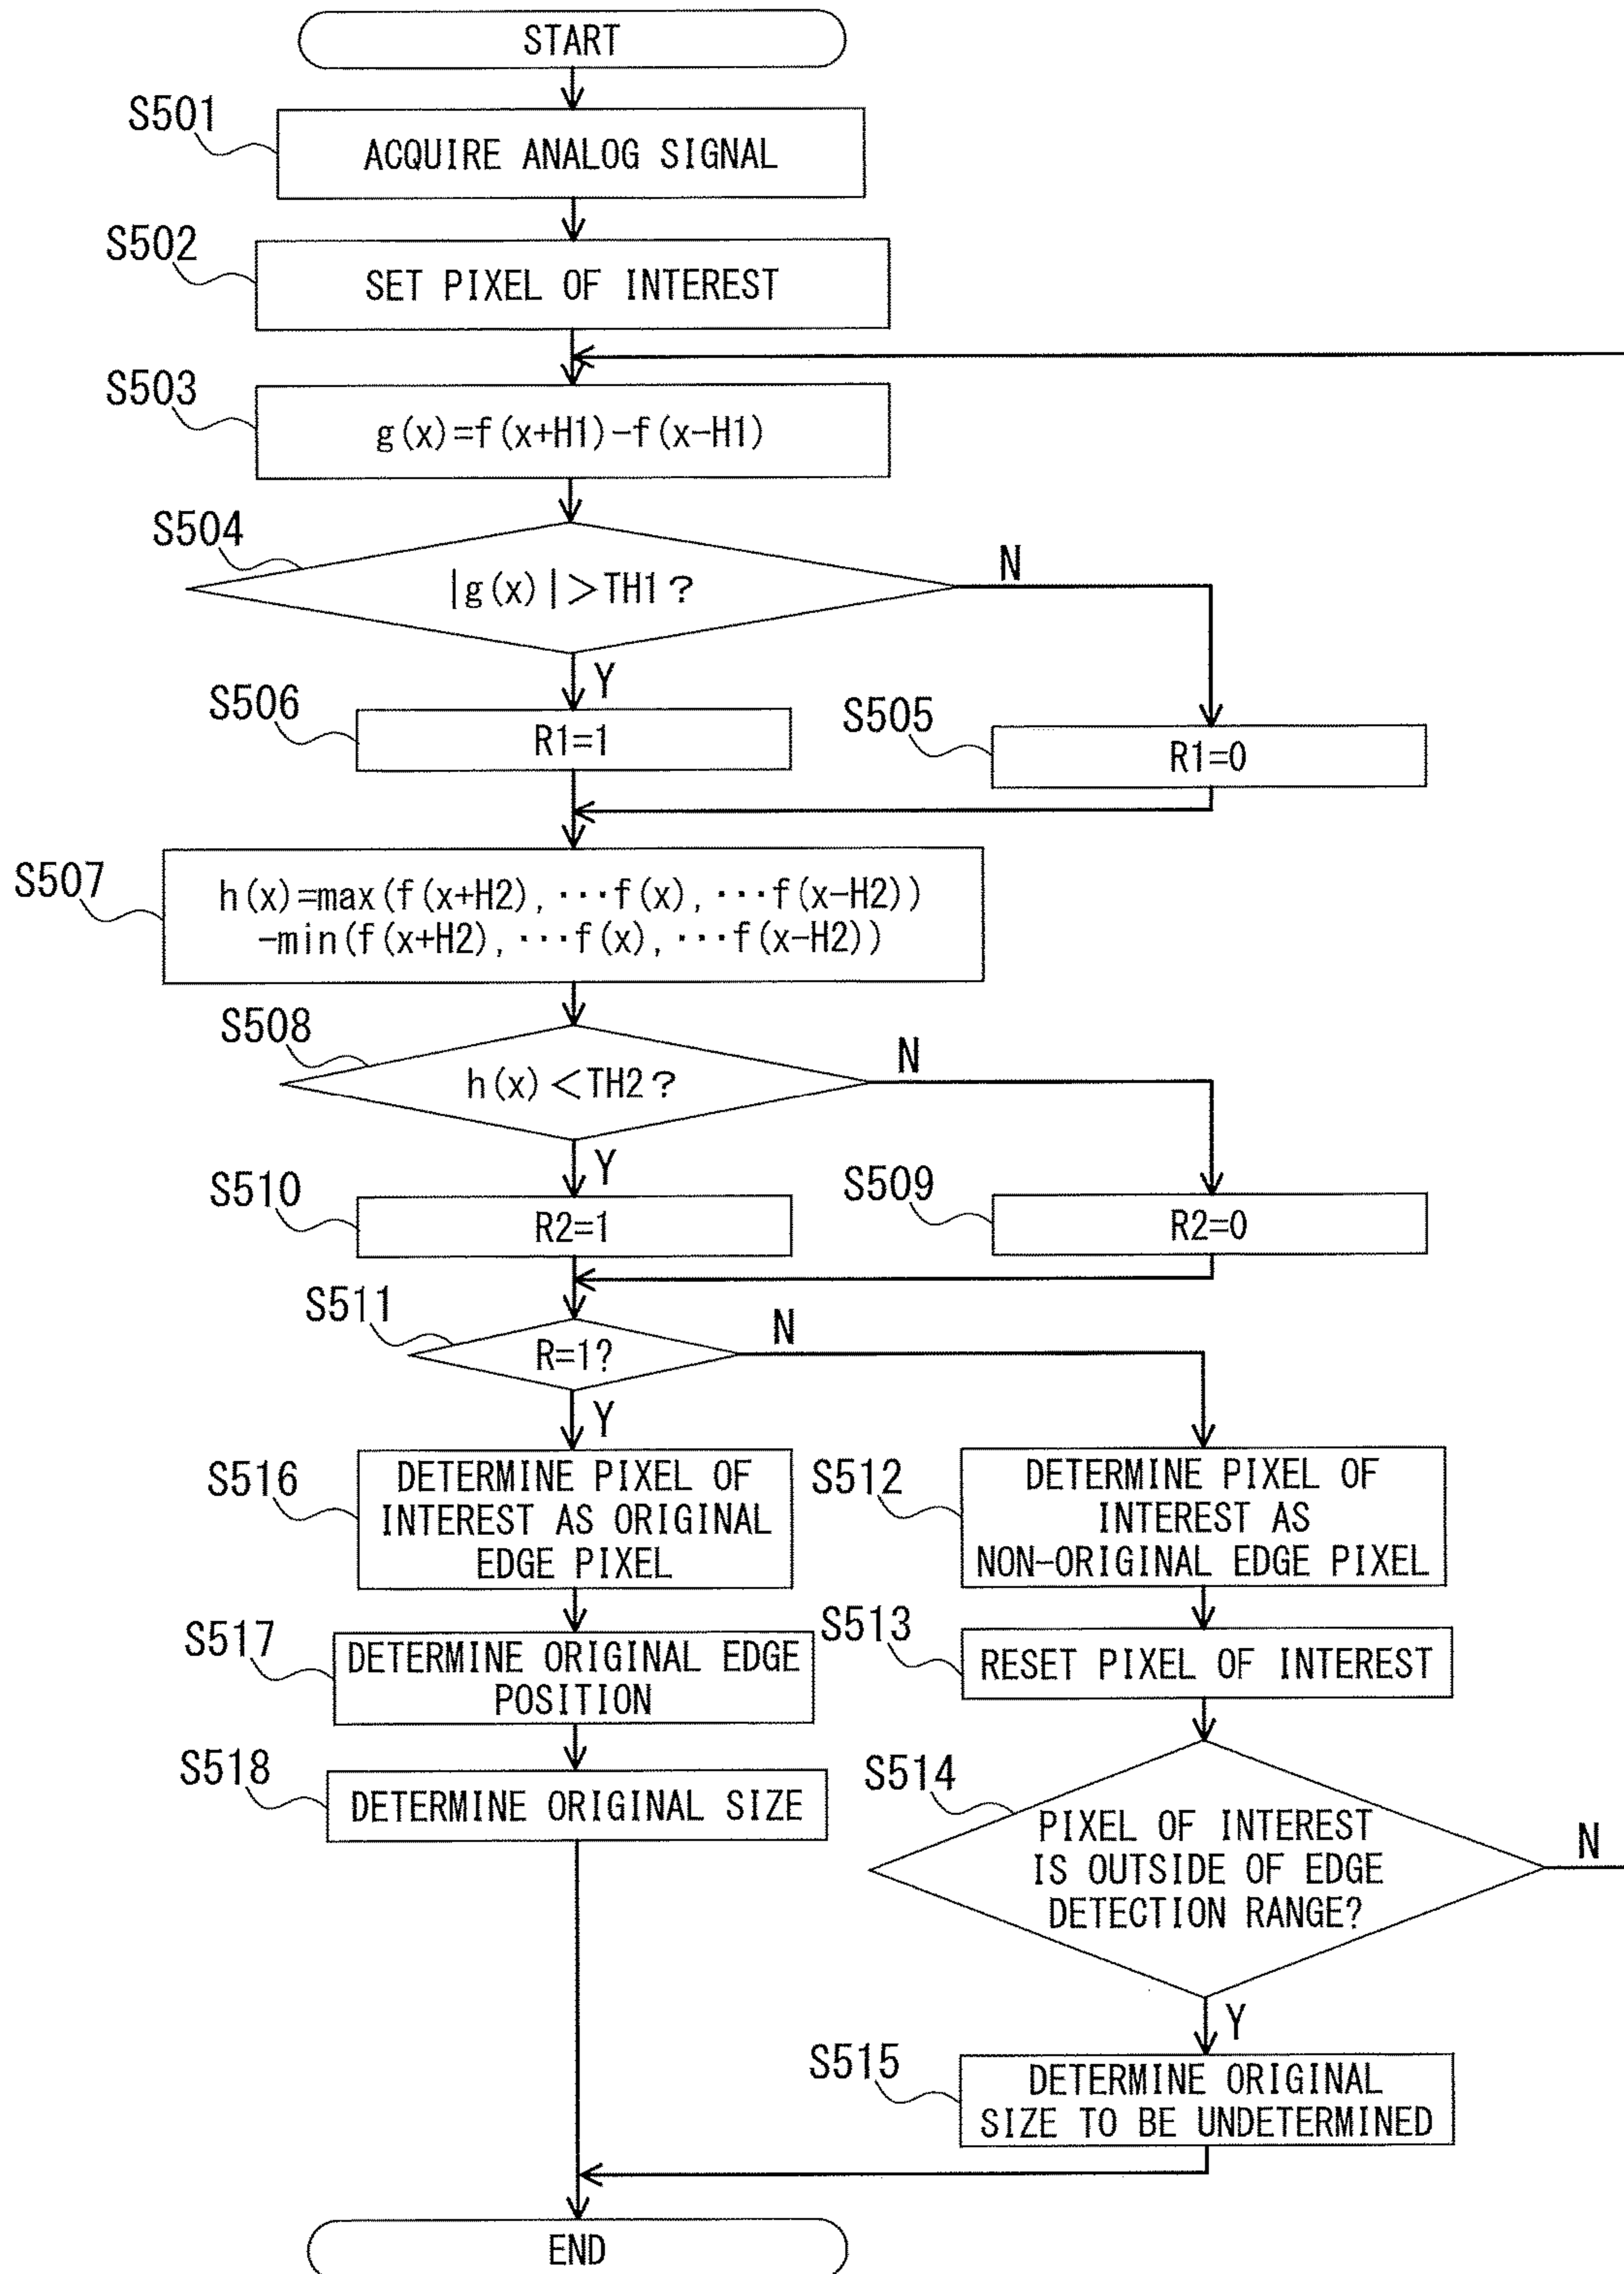 START
S501
ACQUIRE ANALOG SIGNAL
S502
SET PIXEL OF INTEREST
S503
g(x)=f(x+H1)-f(x-H1)
S504
|g(x)|>TH1?
N
Y
S506
R1=1
S505
R1=0
S507
h(x)=max(f(x+H2),···f(x),···f(x-H2))
-min(f(x+H2),···f(x),···f(x-H2))
S508
h(x)<TH2?
N
Y
S510
R2=1
S509
R2=0
S511
R=1?
N
Y
S516
DETERMINE PIXEL OF
INTEREST AS ORIGINAL
EDGE PIXEL
S512
DETERMINE PIXEL OF
INTEREST AS
NON-ORIGINAL EDGE PIXEL
S517
DETERMINE ORIGINAL EDGE
POSITION
S513
RESET PIXEL OF INTEREST
S518
DETERMINE ORIGINAL SIZE
S514
PIXEL OF INTEREST
IS OUTSIDE OF EDGE
DETECTION RANGE?
N
Y
S515
DETERMINE ORIGINAL
SIZE TO BE UNDETERMINED
END